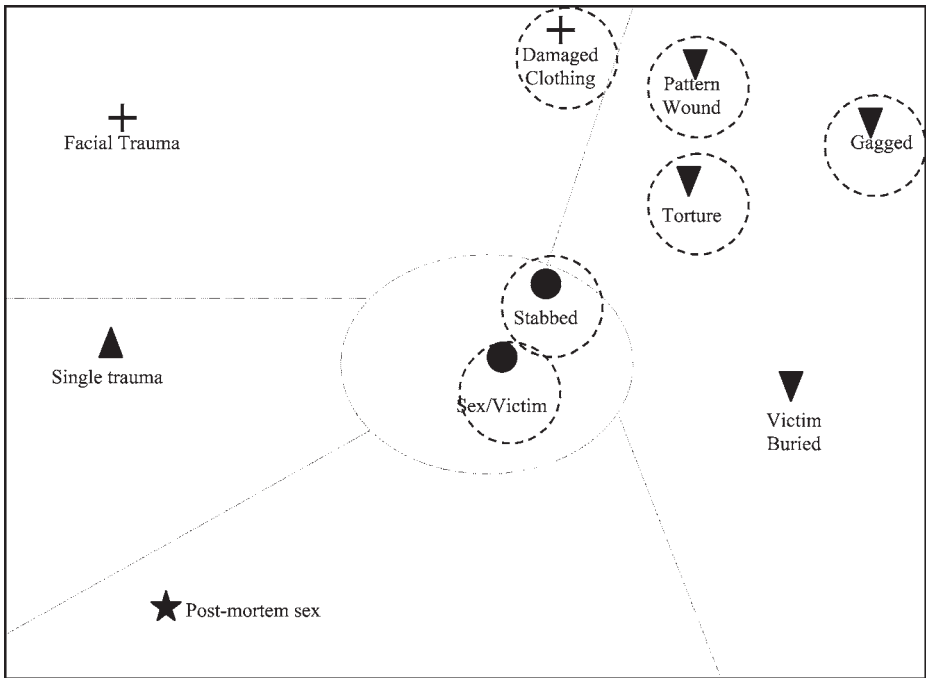 Damaged
Clothing
Pattern
Wound
Facial Trauma
Gagged
Torture
Stabbed
Single trauma
Sex/Victim
Victim
Buried
Post-mortem sex